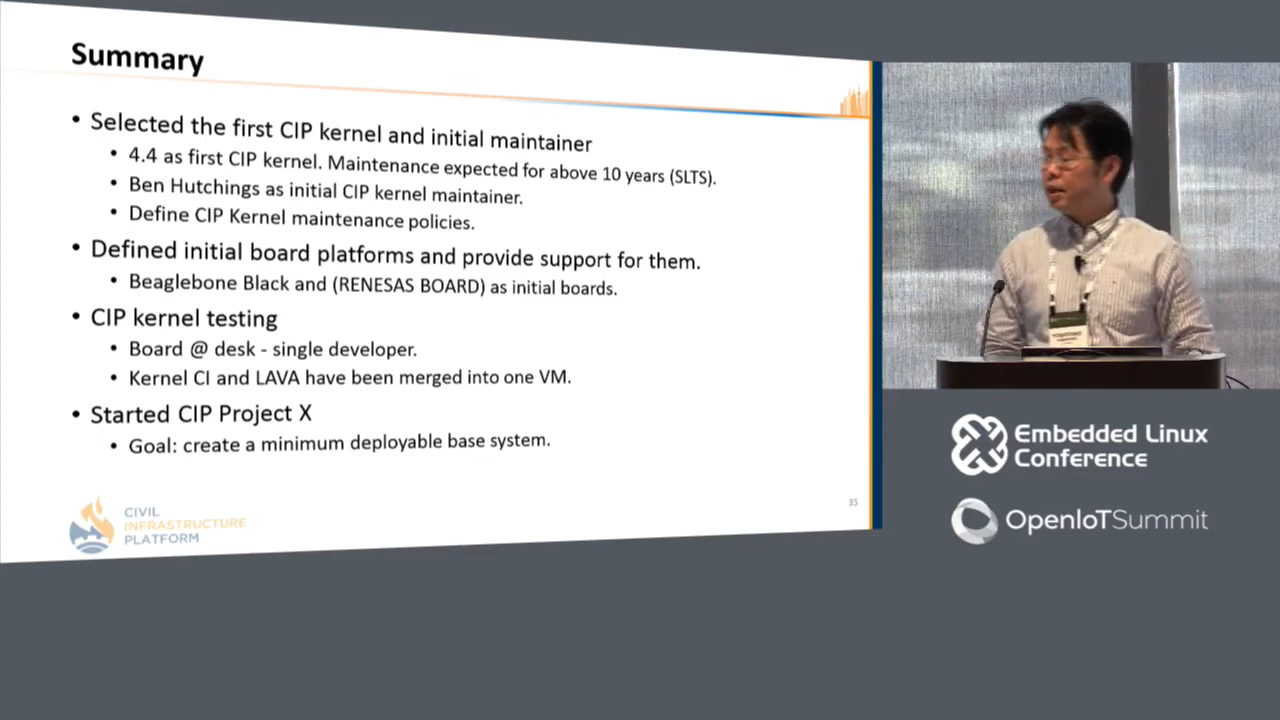 Summary
• Selected the first CIP kernel and initial maintainer
• 4.4 as first CIP kernel. Maintenance expected for above 10 years (SLTS).
• Ben Hutchings as initial CIP kernel maintainer.
• Define CIP Kernel maintenance policies.
• Defined initial board platforms and provide support for them.
• Beaglebone Black and (RENESAS BOARD) as initial boards.
• CIP kernel testing
• Board @ desk - single developer.
• Kernel CI and LAVA have been merged into one VM.
• Started CIP Project X
• Goal: create a minimum deployable base system.
35
CIVIL
INFRASTRUCTURE
PLATFORM
Embedded Linux
Conference
OpenIoTSummit